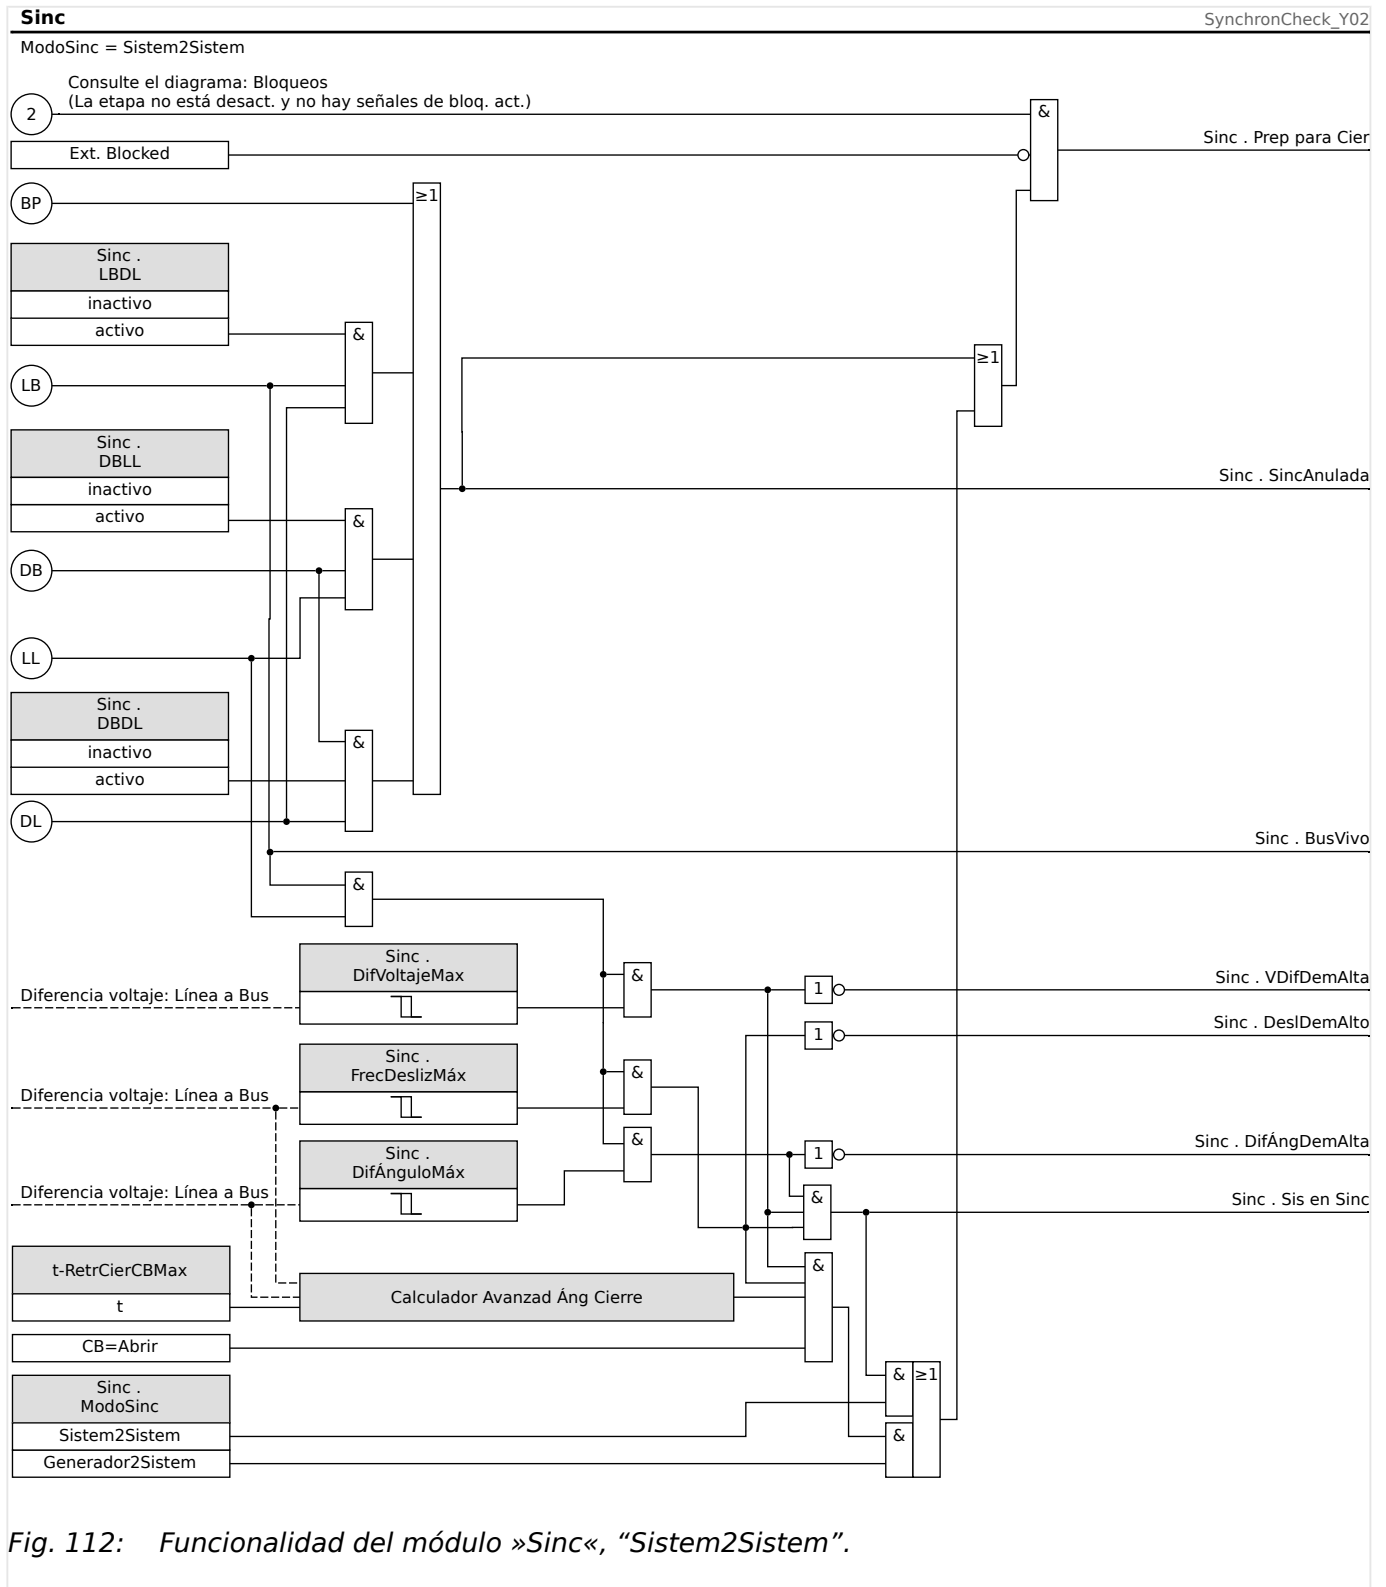 Sinc
SynchronCheck_Y02
ModoSinc = Sistem2Sistem
Consulte el diagrama: Bloqueos
(La etapa no está desact. y no hay señales de bloq. act.)
2
&
Sinc . Prep para Cier
Ext. Blocked
BP
≥1
Sinc .
LBDL
inactivo
activo
&
≥1
LB
Sinc .
DBLL
inactivo
activo
&
Sinc . SincAnulada
DB
LL
Sinc .
DBDL
inactivo
activo
&
DL
Sinc . BusVivo
&
Sinc .
DifVoltajeMax
Diferencia voltaje: Línea a Bus
&
1
Sinc . VDifDemAlta
1
Sinc . DeslDemAlto
Sinc .
FrecDeslizMáx
Diferencia voltaje: Línea a Bus
&
Sinc .
DifÁnguloMáx
Diferencia voltaje: Línea a Bus
&
1
Sinc . DifÁngDemAlta
&
Sinc . Sis en Sinc
t-RetrCierCBMax
t
Calculador Avanzad Áng Cierre
&
CB=Abrir
Sinc .
ModoSinc
Sistem2Sistem
Generador2Sistem
&
≥1
&
Fig. 112: Funcionalidad del módulo »Sinc«, “Sistem2Sistem”.